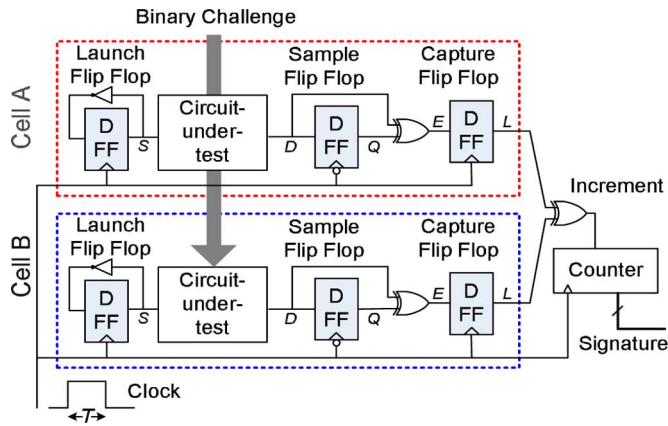 Binary Challenge
Launch
Flip Flop
Sample
Flip Flop
Capture
Flip Flop
Cell A
D
FF
S
Circuit-
under-
test
D
D
FF
Q
E
D
FF
L
Increment
Launch
Flip Flop
Sample
Flip Flop
Capture
Flip Flop
Cell B
D
FF
S
Circuit-
under-
test
D
D
FF
Q
E
D
FF
L
Counter
Signature
Clock
T